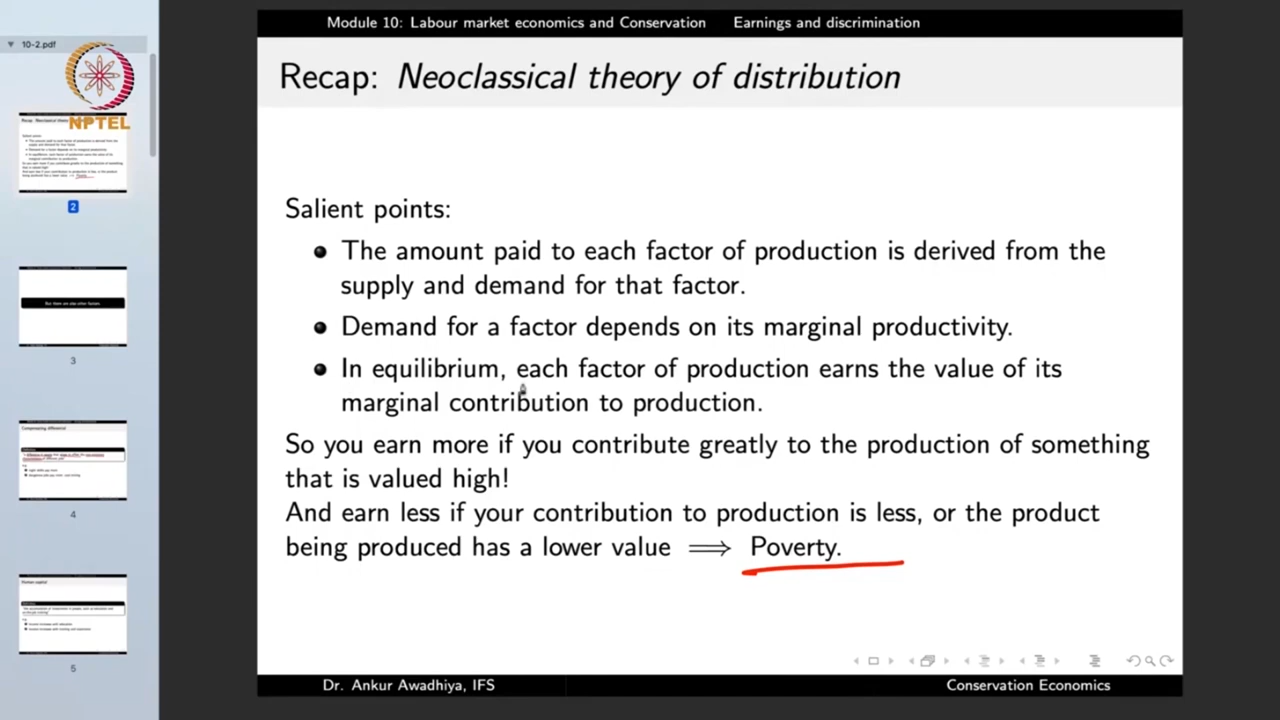 Module 10: Labour market economics and Conservation Earnings and discrimination
10-2.pdf
NPTEL
2
3
4
5
Recap: Neoclassical theory of distribution
Salient points:
The amount paid to each factor of production is derived from the
supply and demand for that factor.
Demand for a factor depends on its marginal productivity.
In equilibrium, each factor of production earns the value of its
marginal contribution to production.
So you earn more if you contribute greatly to the production of something
that is valued high!
And earn less if your contribution to production is less, or the product
being produced has a lower value ⟹ Poverty.
Dr. Ankur Awadhiya, IFS Conservation Economics